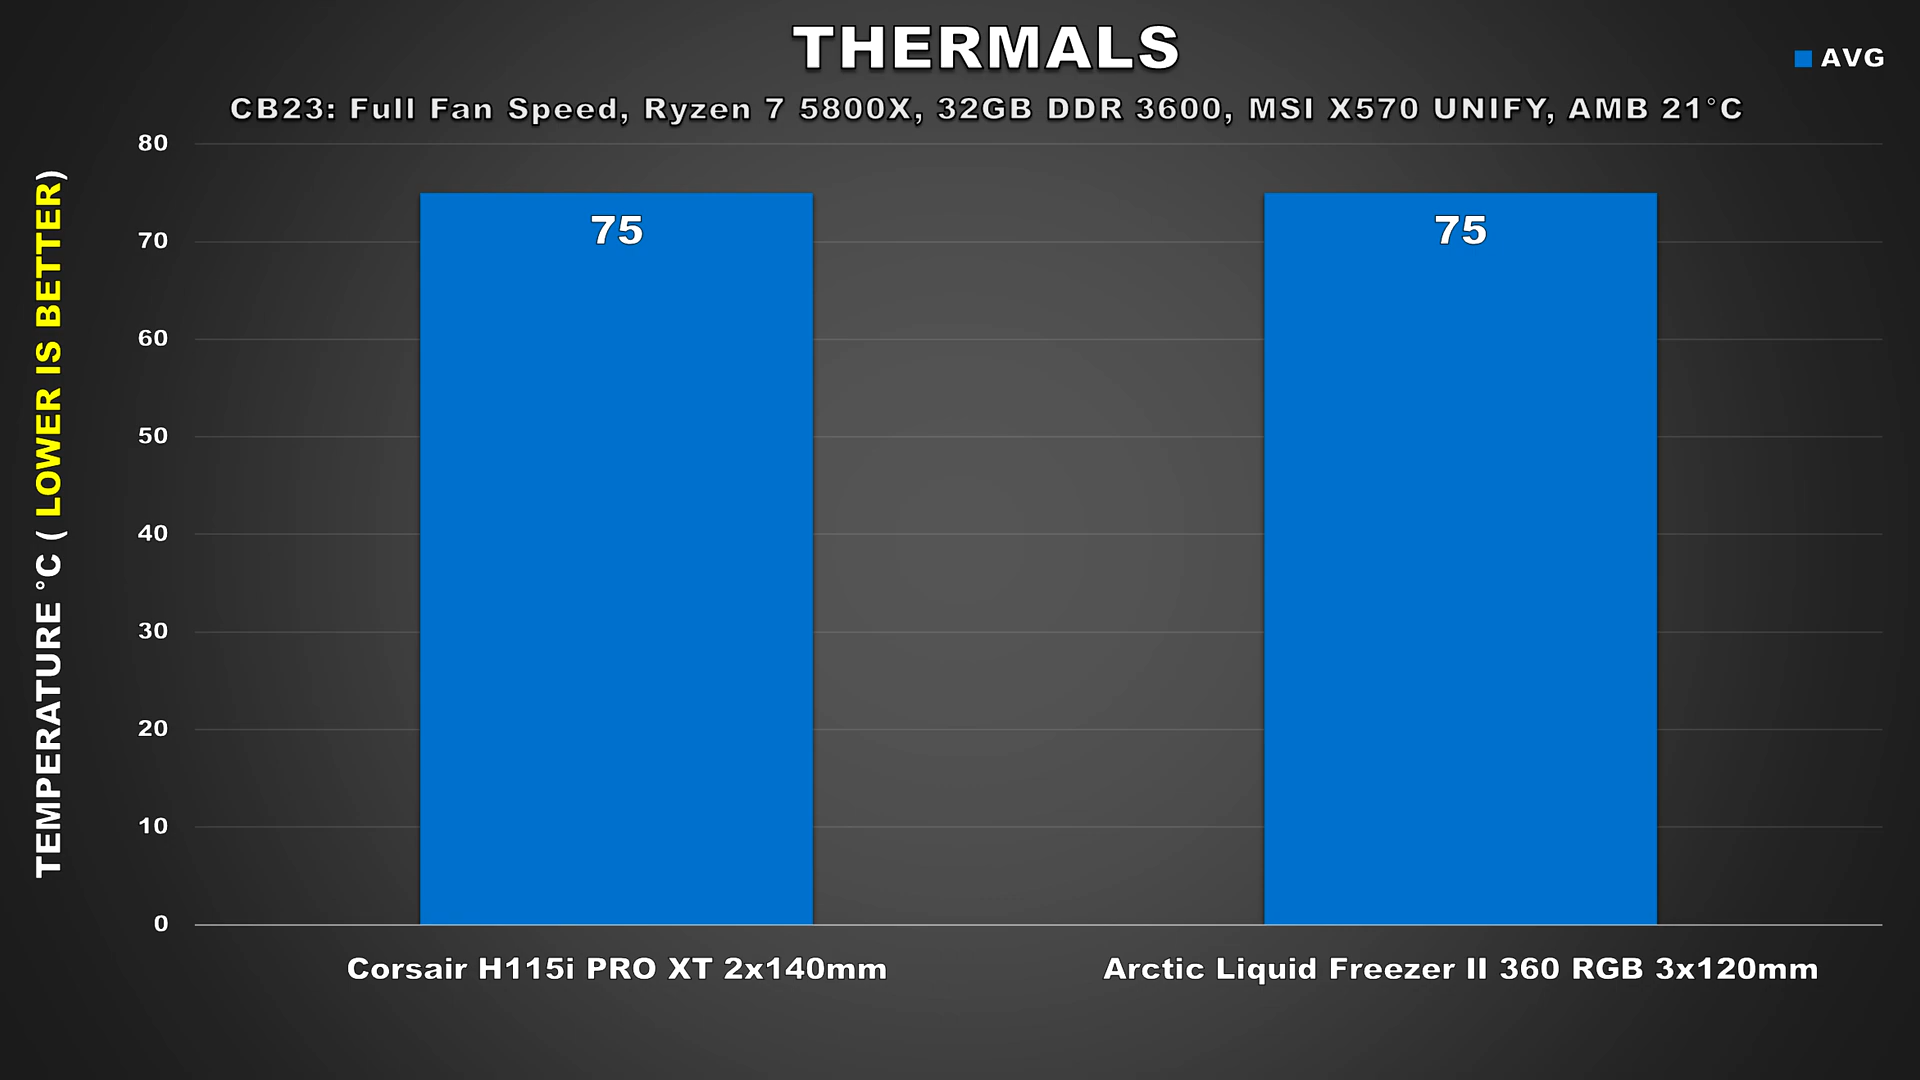 THERMALS
AVG
CB23: Full Fan Speed, Ryzen 7 5800X, 32GB DDR 3600, MSI X570 UNIFY, AMB 21°C
TEMPERATURE °C ( LOWER IS BETTER)
80
70
60
50
40
30
20
10
0
75
75
Corsair H115i PRO XT 2x140mm
Arctic Liquid Freezer II 360 RGB 3x120mm